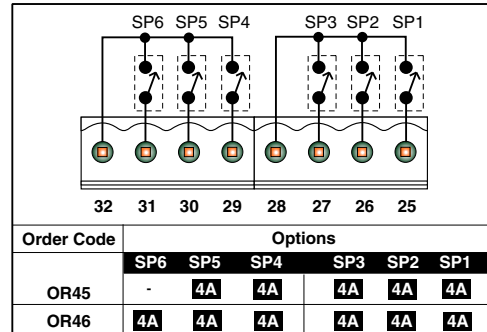 SP6 SP5 SP4 SP3 SP2 SP1
32 31 30 29 28 27 26 25
Order Code Options
SP6 SP5 SP4 SP3 SP2 SP1
OR45 - 4A 4A 4A 4A 4A
OR46 4A 4A 4A 4A 4A 4A